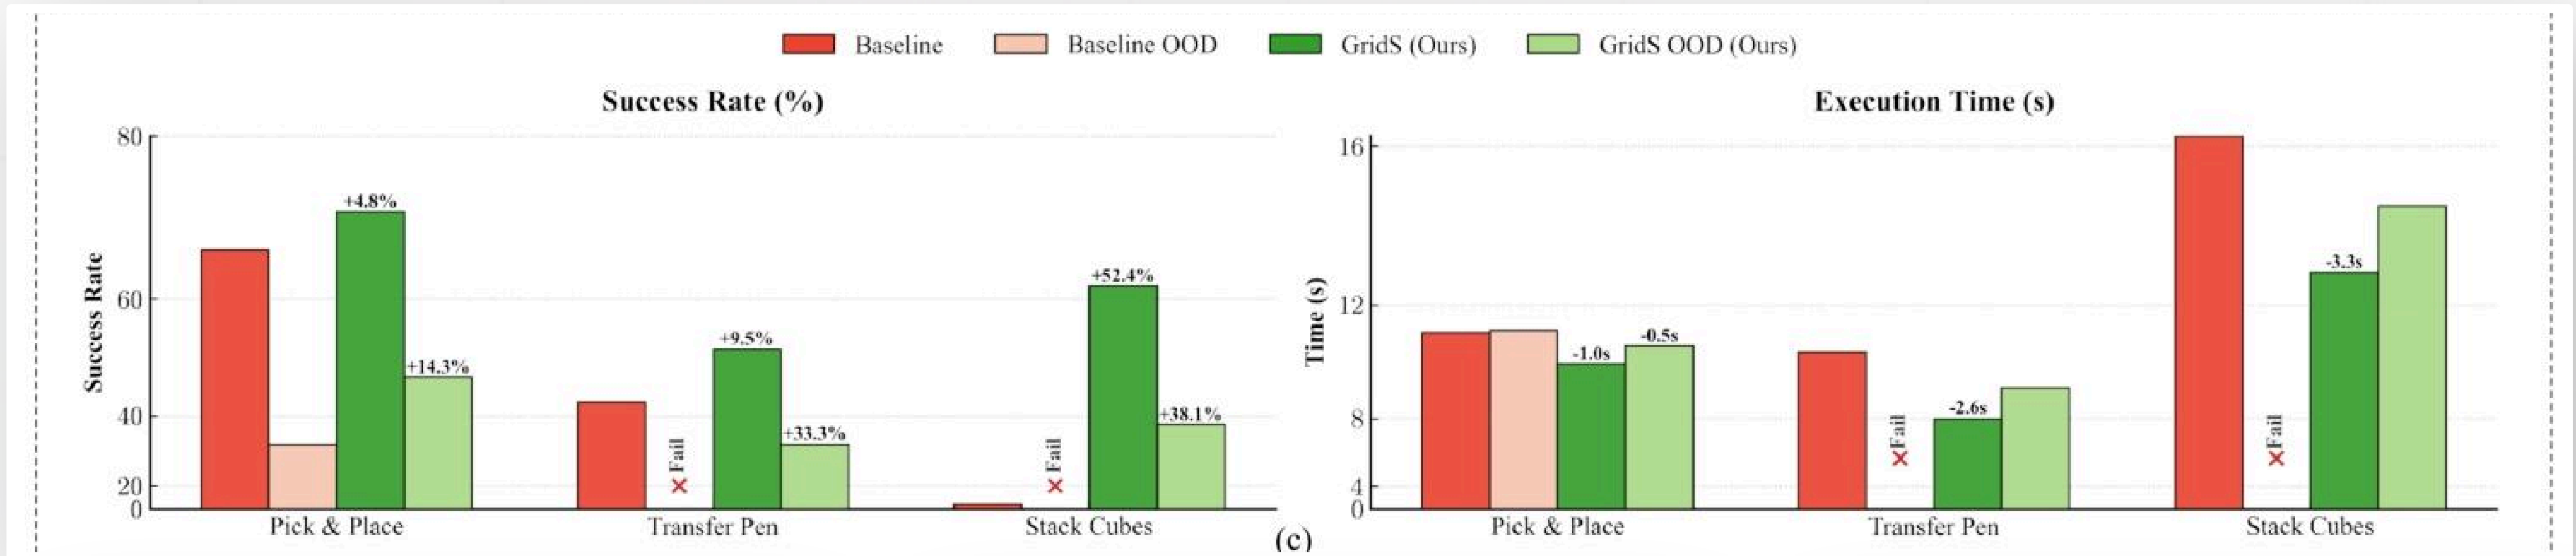 Baseline
Baseline OOD
GridS (Ours)
GridS OOD (Ours)
Success Rate (%)
Success Rate
80
60
40
20
0
+4.8%
+14.3%
+9.5%
Fail
+33.3%
+52.4%
Fail
+38.1%
Pick & Place
Transfer Pen
Stack Cubes
(c)
Execution Time (s)
Time (s)
16
12
8
4
0
-1.0s
-0.5s
Fail
-2.6s
Fail
-3.3s
Pick & Place
Transfer Pen
Stack Cubes